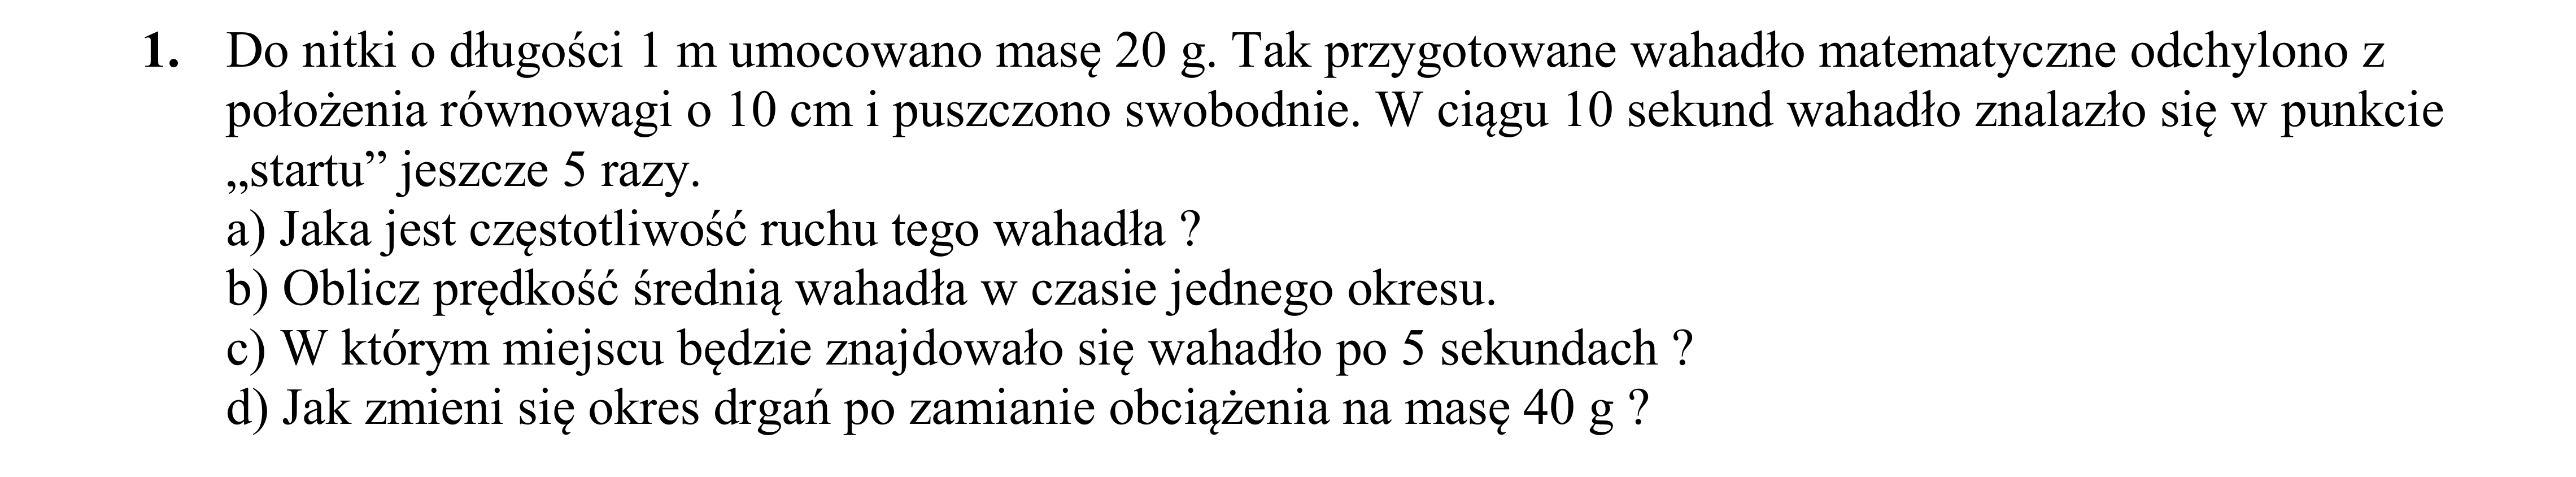 1. Do nitki o długości 1 m umocowano masę 20 g. Tak przygotowane wahadło matematyczne odchylono z
położenia równowagi o 10 cm i puszczono swobodnie. W ciągu 10 sekund wahadło znalazło się w punkcie
„startu” jeszcze 5 razy.
a) Jaka jest częstotliwość ruchu tego wahadła ?
b) Oblicz prędkość średnią wahadła w czasie jednego okresu.
c) W którym miejscu będzie znajdowało się wahadło po 5 sekundach ?
d) Jak zmieni się okres drgań po zamianie obciążenia na masę 40 g ?